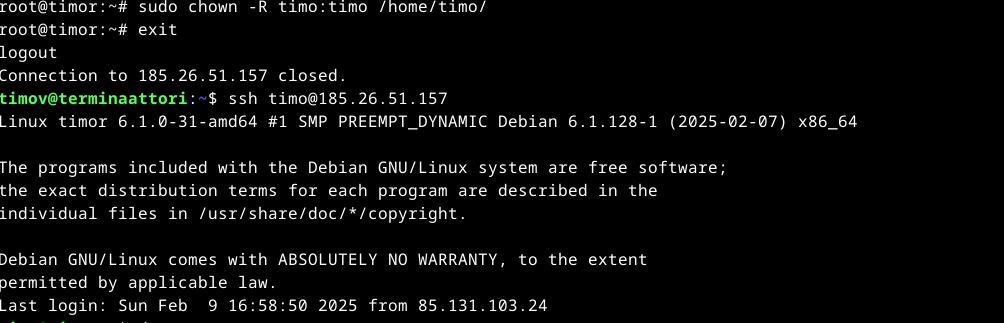 root@timor:~# sudo chown -R timo:timo /home/timo/
root@timor:~# exit
logout
Connection to 185.26.51.157 closed.
timov@terminaattori:~$ ssh timo@185.26.51.157
Linux timor 6.1.0-31-amd64 #1 SMP PREEMPT_DYNAMIC Debian 6.1.128-1 (2025-02-07) x86_64
The programs included with the Debian GNU/Linux system are free software;
the exact distribution terms for each program are described in the
individual files in /usr/share/doc/*/copyright.
Debian GNU/Linux comes with ABSOLUTELY NO WARRANTY, to the extent
permitted by applicable law.
Last login: Sun Feb  9 16:58:50 2025 from 85.131.103.24